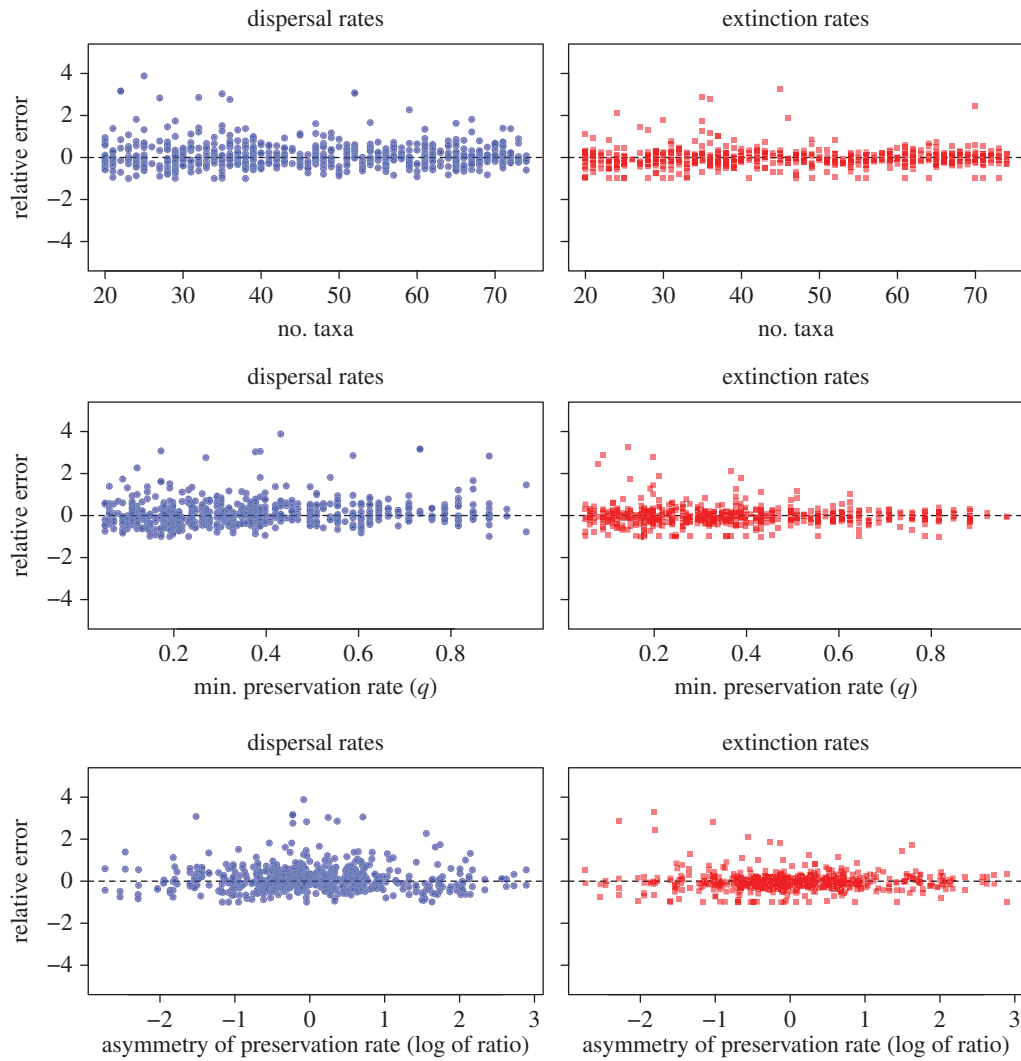 dispersal rates
extinction rates
relative error
4
2
0
−2
−4
20 30 40 50 60 70
20 30 40 50 60 70
no. taxa
no. taxa
dispersal rates
extinction rates
relative error
4
2
0
−2
−4
0.2 0.4 0.6 0.8
0.2 0.4 0.6 0.8
min. preservation rate (q)
min. preservation rate (q)
dispersal rates
extinction rates
relative error
4
2
0
−2
−4
−2 −1 0 1 2 3
−2 −1 0 1 2 3
asymmetry of preservation rate (log of ratio)
asymmetry of preservation rate (log of ratio)